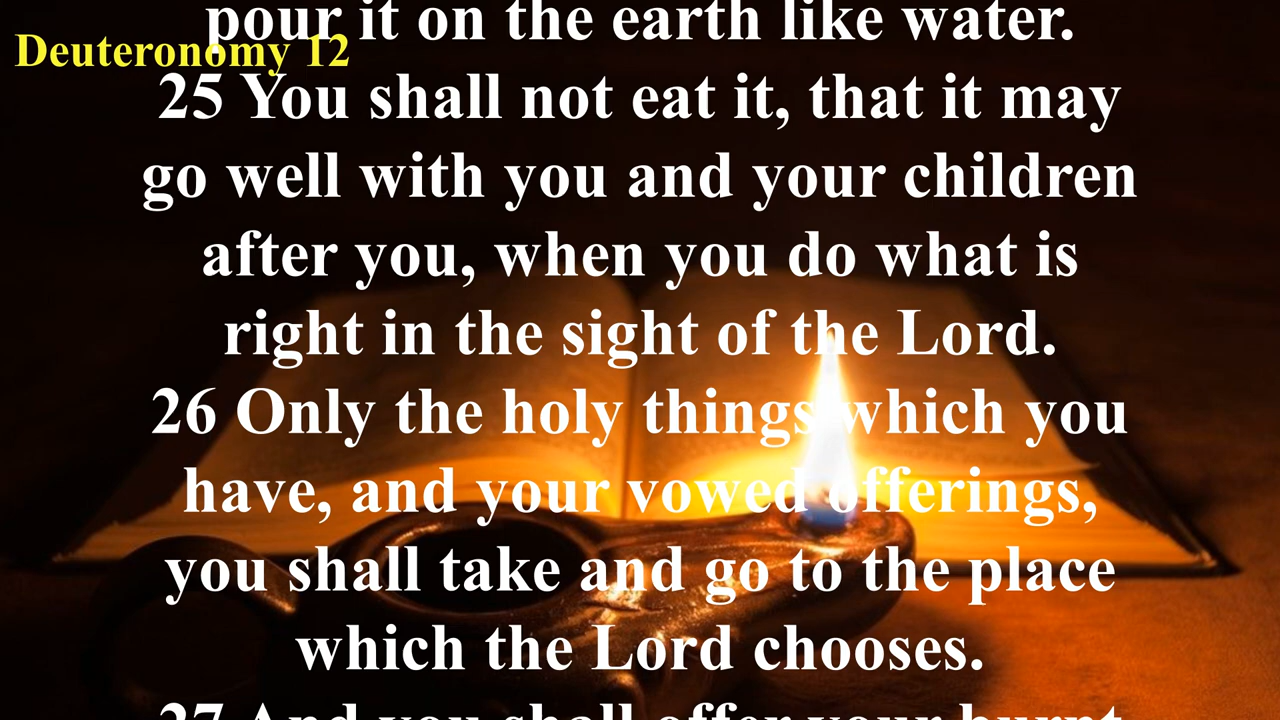 pour it on the earth like water.
Deuteronomy 12
25 You shall not eat it, that it may
go well with you and your children
after you, when you do what is
right in the sight of the Lord.
26 Only the holy things which you
have, and your vowed offerings,
you shall take and go to the place
which the Lord chooses.
27 And you shall offer your burnt